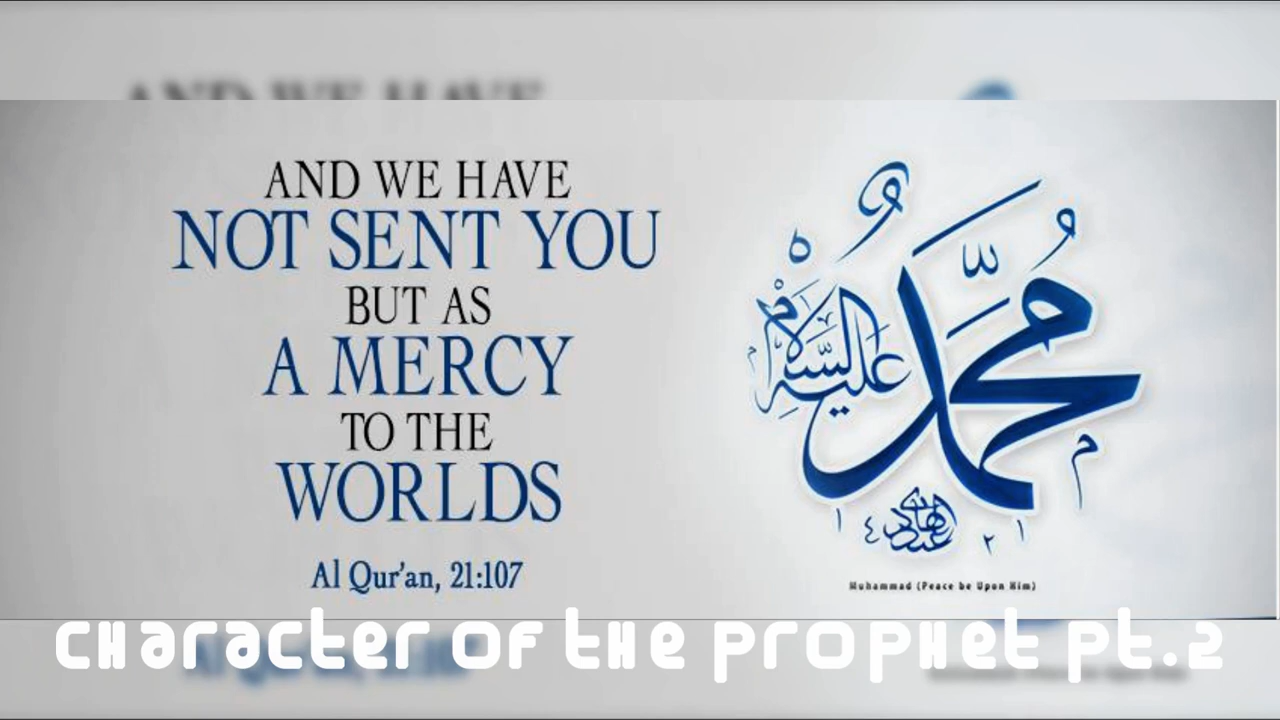 AND WE HAVE
NOT SENT YOU
BUT AS
A MERCY
TO THE
WORLDS
Al Qur'an, 21:107
مُحَمَّد
عليه السلام
Muhammad (Peace be Upon Him)
character of the prophet pt.2